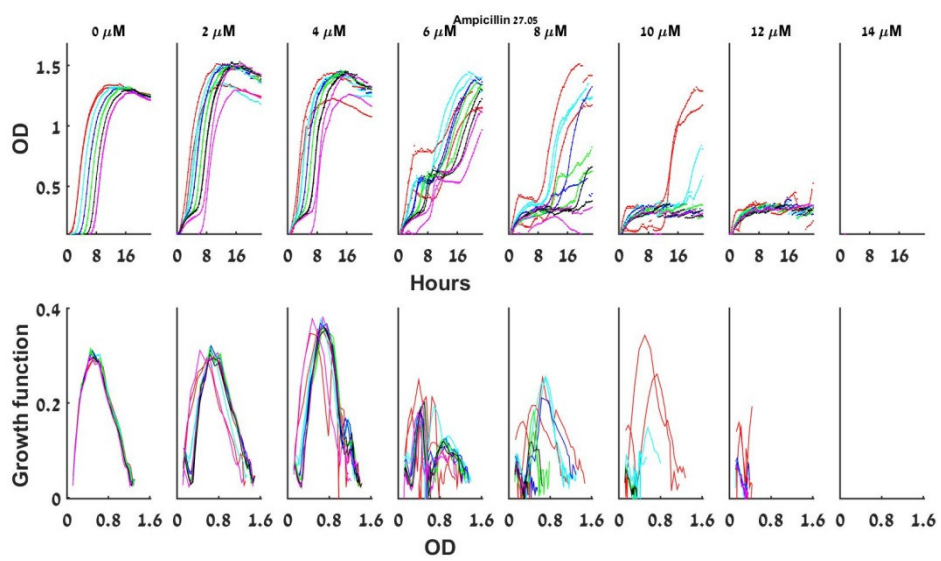 Ampicillin 27.05
0 μM 2 μM 4 μM 6 μM 8 μM 10 μM 12 μM 14 μM
1.5
1
0.5
OD
0 8 16 0 8 16 0 8 16 0 8 16 0 8 16 0 8 16 0 8 16 0 8 16
Hours
0.4
0.2
0
Growth function
0 0.8 1.6 0 0.8 1.6 0 0.8 1.6 0 0.8 1.6 0 0.8 1.6 0 0.8 1.6 0 0.8 1.6 0 0.8 1.6
OD